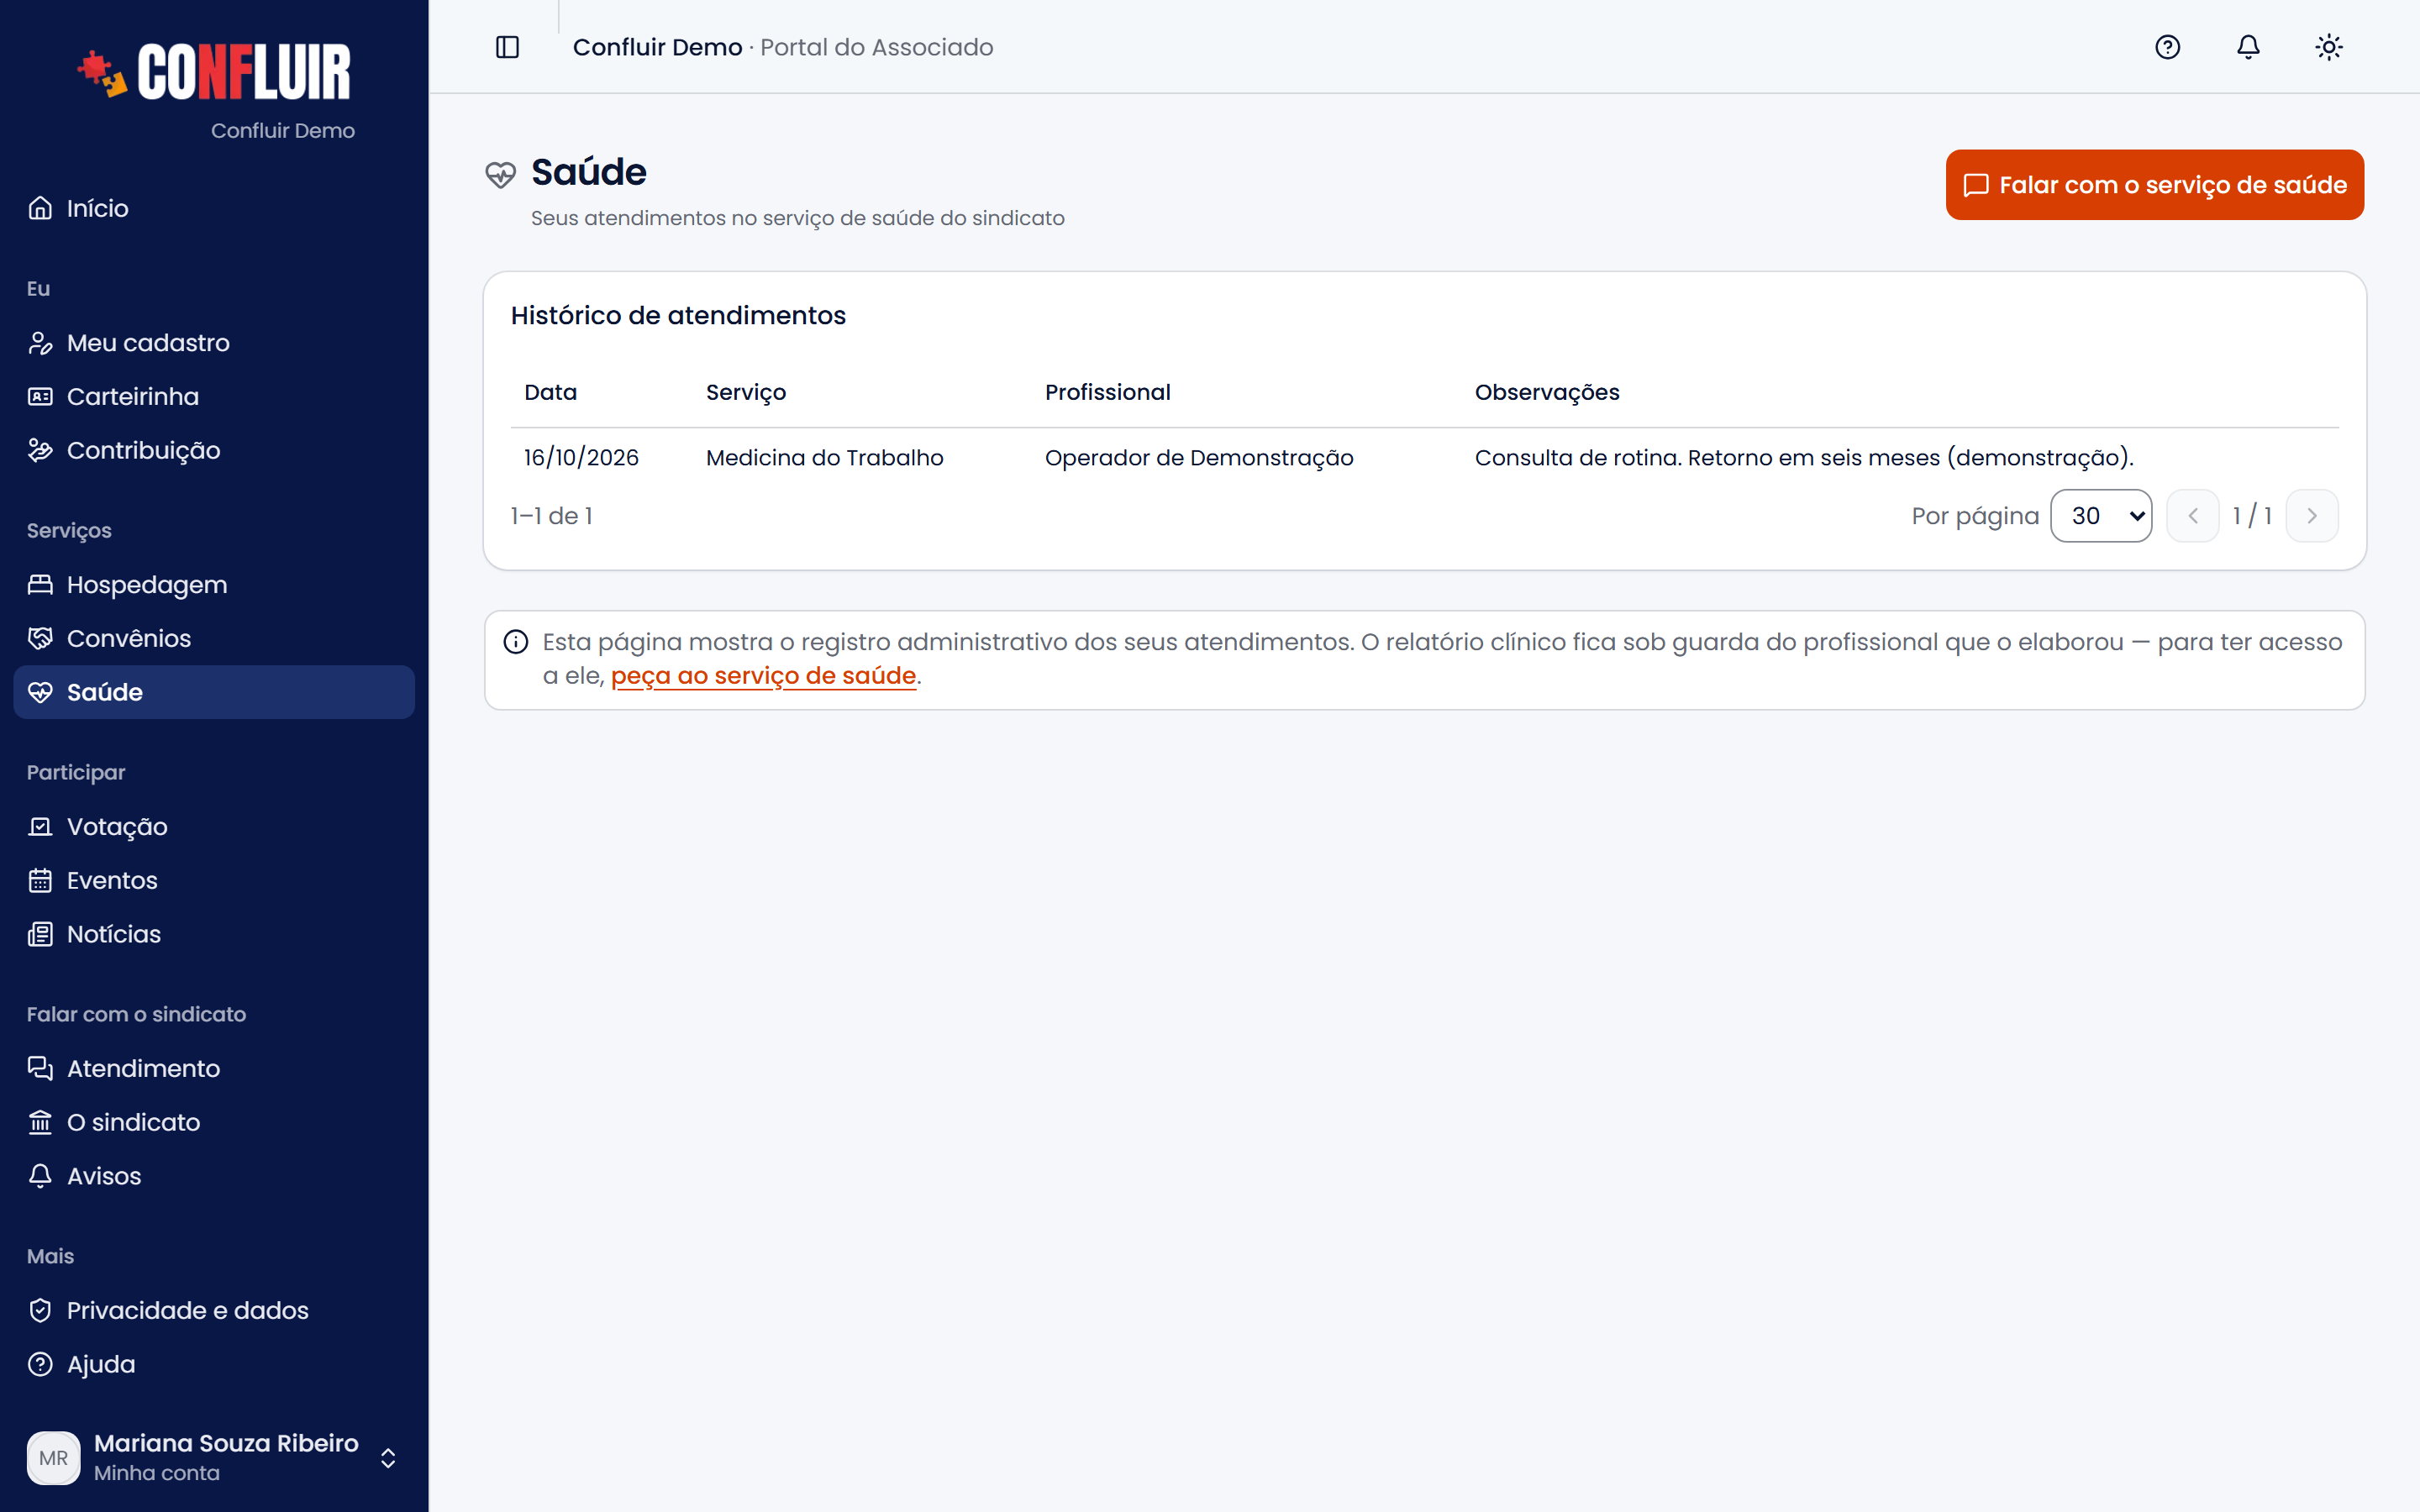 CONFLUIR
Confluir Demo
Início
Eu
Meu cadastro
Carteirinha
Contribuição
Serviços
Hospedagem
Convênios
Saúde
Participar
Votação
Eventos
Notícias
Falar com o sindicato
Atendimento
O sindicato
Avisos
Mais
Privacidade e dados
Ajuda
MR
Mariana Souza Ribeiro
Minha conta
Confluir Demo · Portal do Associado
Saúde
Seus atendimentos no serviço de saúde do sindicato
Falar com o serviço de saúde
Histórico de atendimentos
Data Serviço Profissional Observações
16/10/2026 Medicina do Trabalho Operador de Demonstração Consulta de rotina. Retorno em seis meses (demonstração).
1–1 de 1 Por página 30 1 / 1
Esta página mostra o registro administrativo dos seus atendimentos. O relatório clínico fica sob guarda do profissional que o elaborou — para ter acesso
a ele, peça ao serviço de saúde.